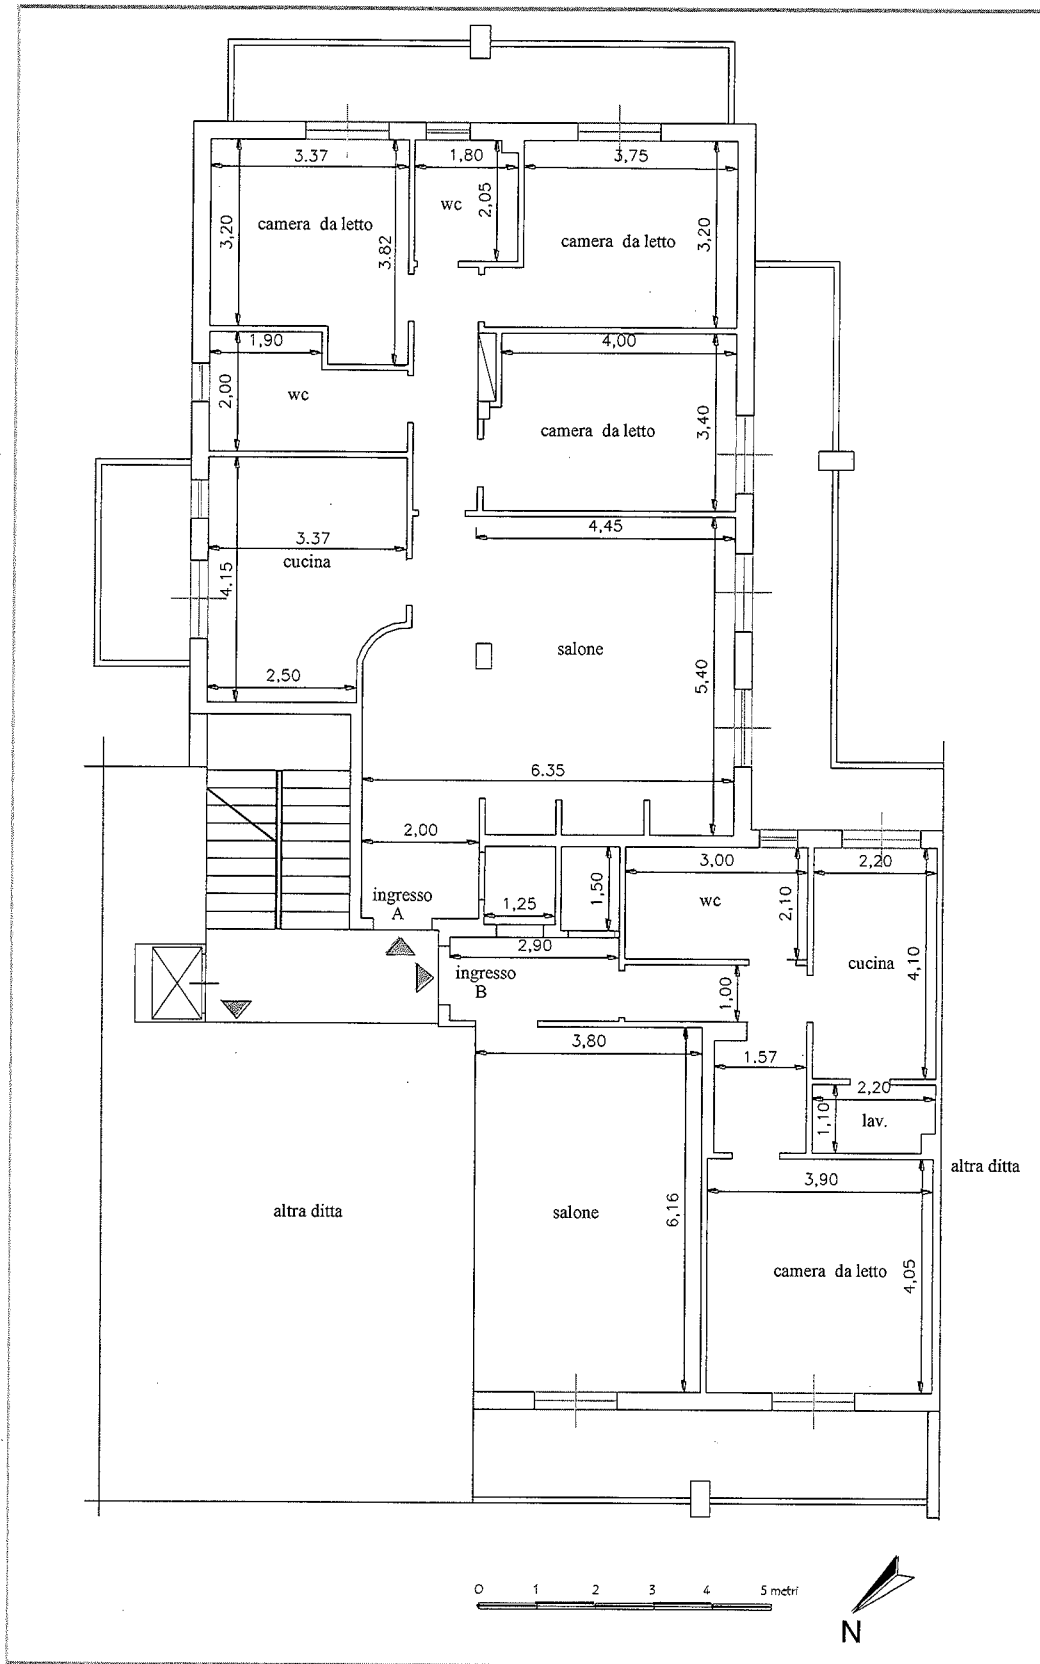 3.37
1,80
3,75
3,20
camera da letto
3.82
wc
2,05
camera da letto
3,20
1,90
4,00
2,00
wc
camera da letto
3,40
4,45
3.37
cucina
4.15
salone
5,40
2,50
6.35
2,00
3,00
2,20
ingresso
A
1,25
1,50
wc
2,10
2,90
ingresso
B
cucina
4,10
1,00
3,80
1.57
2,20
1,10
lav.
altra ditta
3,90
altra ditta
salone
6,16
camera da letto
4,05
0 1 2 3 4 5 metri
N